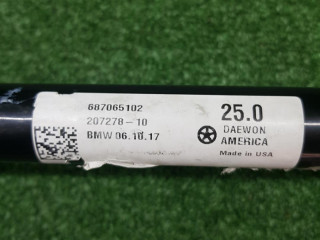 687065102
207278-10
BMW 06.10.17
25.0
DAEWON
AMERICA
Made in USA